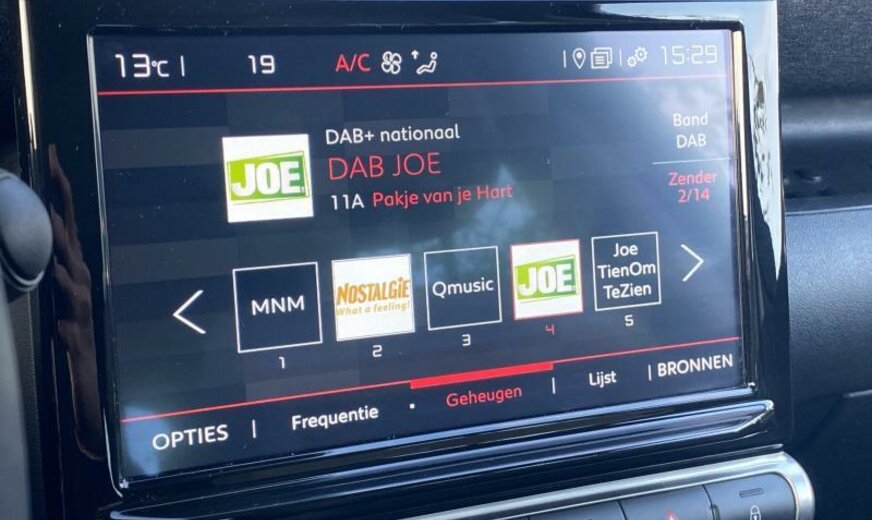 13°C | 19 A/C 15:29
DAB+ nationaal
DAB JOE
11A Pakje van je Hart
JOE
Band
DAB
Zender
2/14
MNM
NOSTALGIE
What a feeling!
Qmusic
JOE
Joe
TienOm
TeZien
1 2 3 4 5
OPTIES | Frequentie · Geheugen | Lijst | BRONNEN